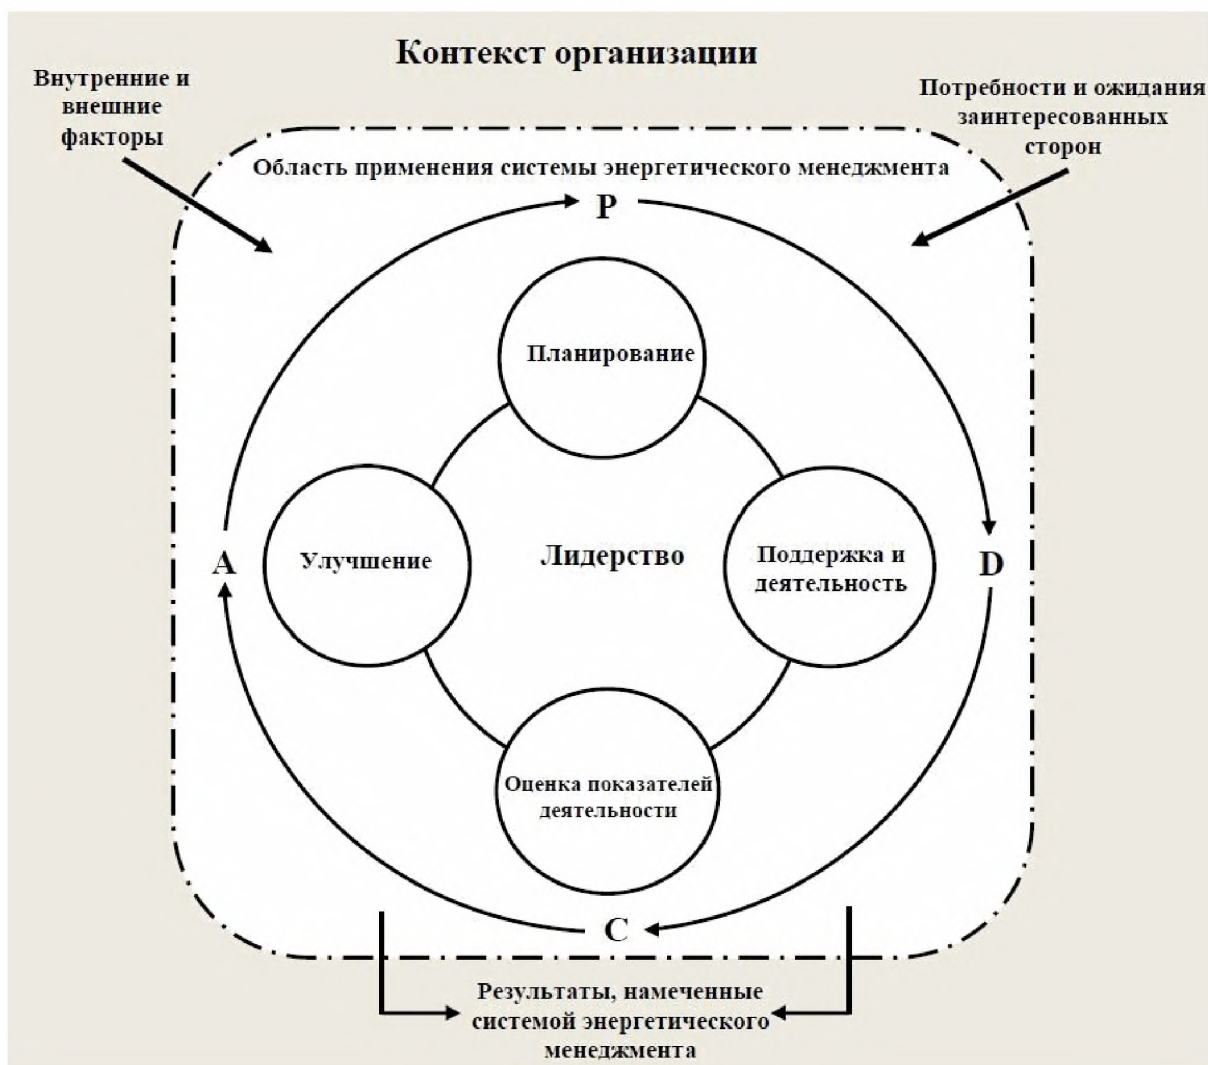 Контекст организации
Внутренние и
внешние
факторы
Потребности и ожидания
заинтересованных
сторон
Область применения системы энергетического менеджмента
P
Планирование
Улучшение
Лидерство
Поддержка и
деятельность
A
D
Оценка показателей
деятельности
C
Результаты, намеченные
системой энергетического
менеджмента